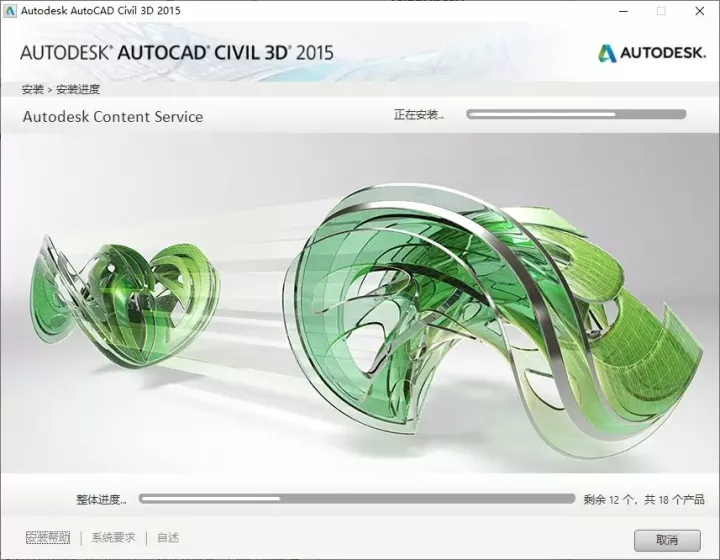 Autodesk AutoCAD Civil 3D 2015
AUTODESK® AUTOCAD® CIVIL 3D® 2015
AUTODESK.
安装 > 安装进度
Autodesk Content Service
正在安装...
整体进度...
剩余 12 个，共 18 个产品
安装帮助 | 系统要求 | 自述
取消